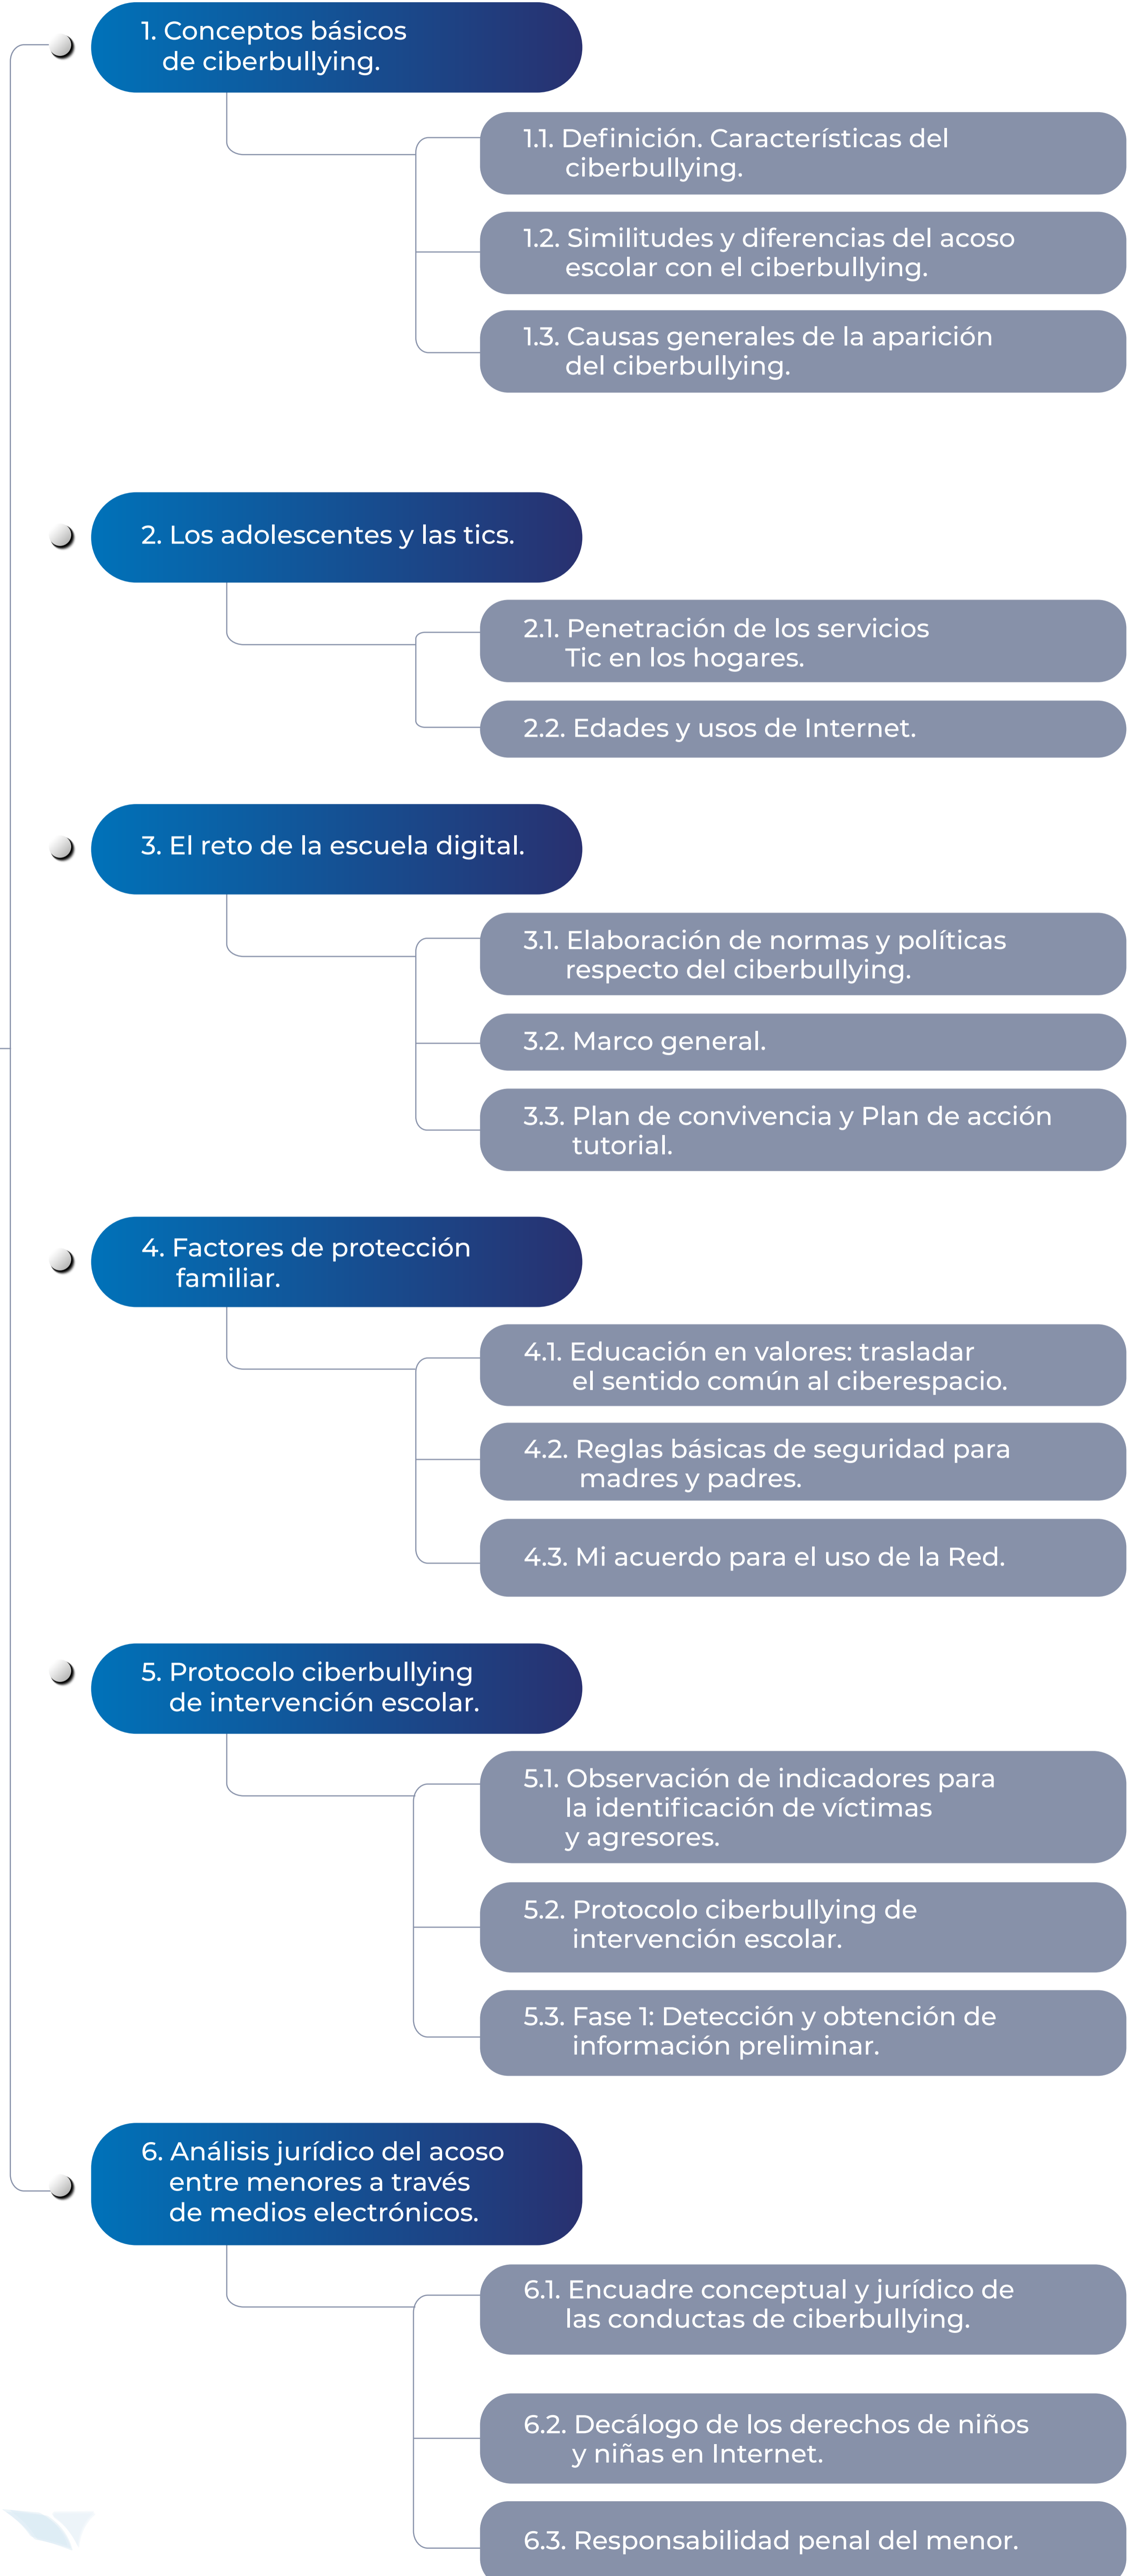 1. Conceptos básicos
de ciberbullying.
1.1. Definición. Características del
ciberbullying.
1.2. Similitudes y diferencias del acoso
escolar con el ciberbullying.
1.3. Causas generales de la aparición
del ciberbullying.
2. Los adolescentes y las tics.
2.1. Penetración de los servicios
Tic en los hogares.
2.2. Edades y usos de Internet.
3. El reto de la escuela digital.
3.1. Elaboración de normas y políticas
respecto del ciberbullying.
3.2. Marco general.
3.3. Plan de convivencia y Plan de acción
tutorial.
4. Factores de protección
familiar.
4.1. Educación en valores: trasladar
el sentido común al ciberespacio.
4.2. Reglas básicas de seguridad para
madres y padres.
4.3. Mi acuerdo para el uso de la Red.
5. Protocolo ciberbullying
de intervención escolar.
5.1. Observación de indicadores para
la identificación de víctimas
y agresores.
5.2. Protocolo ciberbullying de
intervención escolar.
5.3. Fase 1: Detección y obtención de
información preliminar.
6. Análisis jurídico del acoso
entre menores a través
de medios electrónicos.
6.1. Encuadre conceptual y jurídico de
las conductas de ciberbullying.
6.2. Decálogo de los derechos de niños
y niñas en Internet.
6.3. Responsabilidad penal del menor.